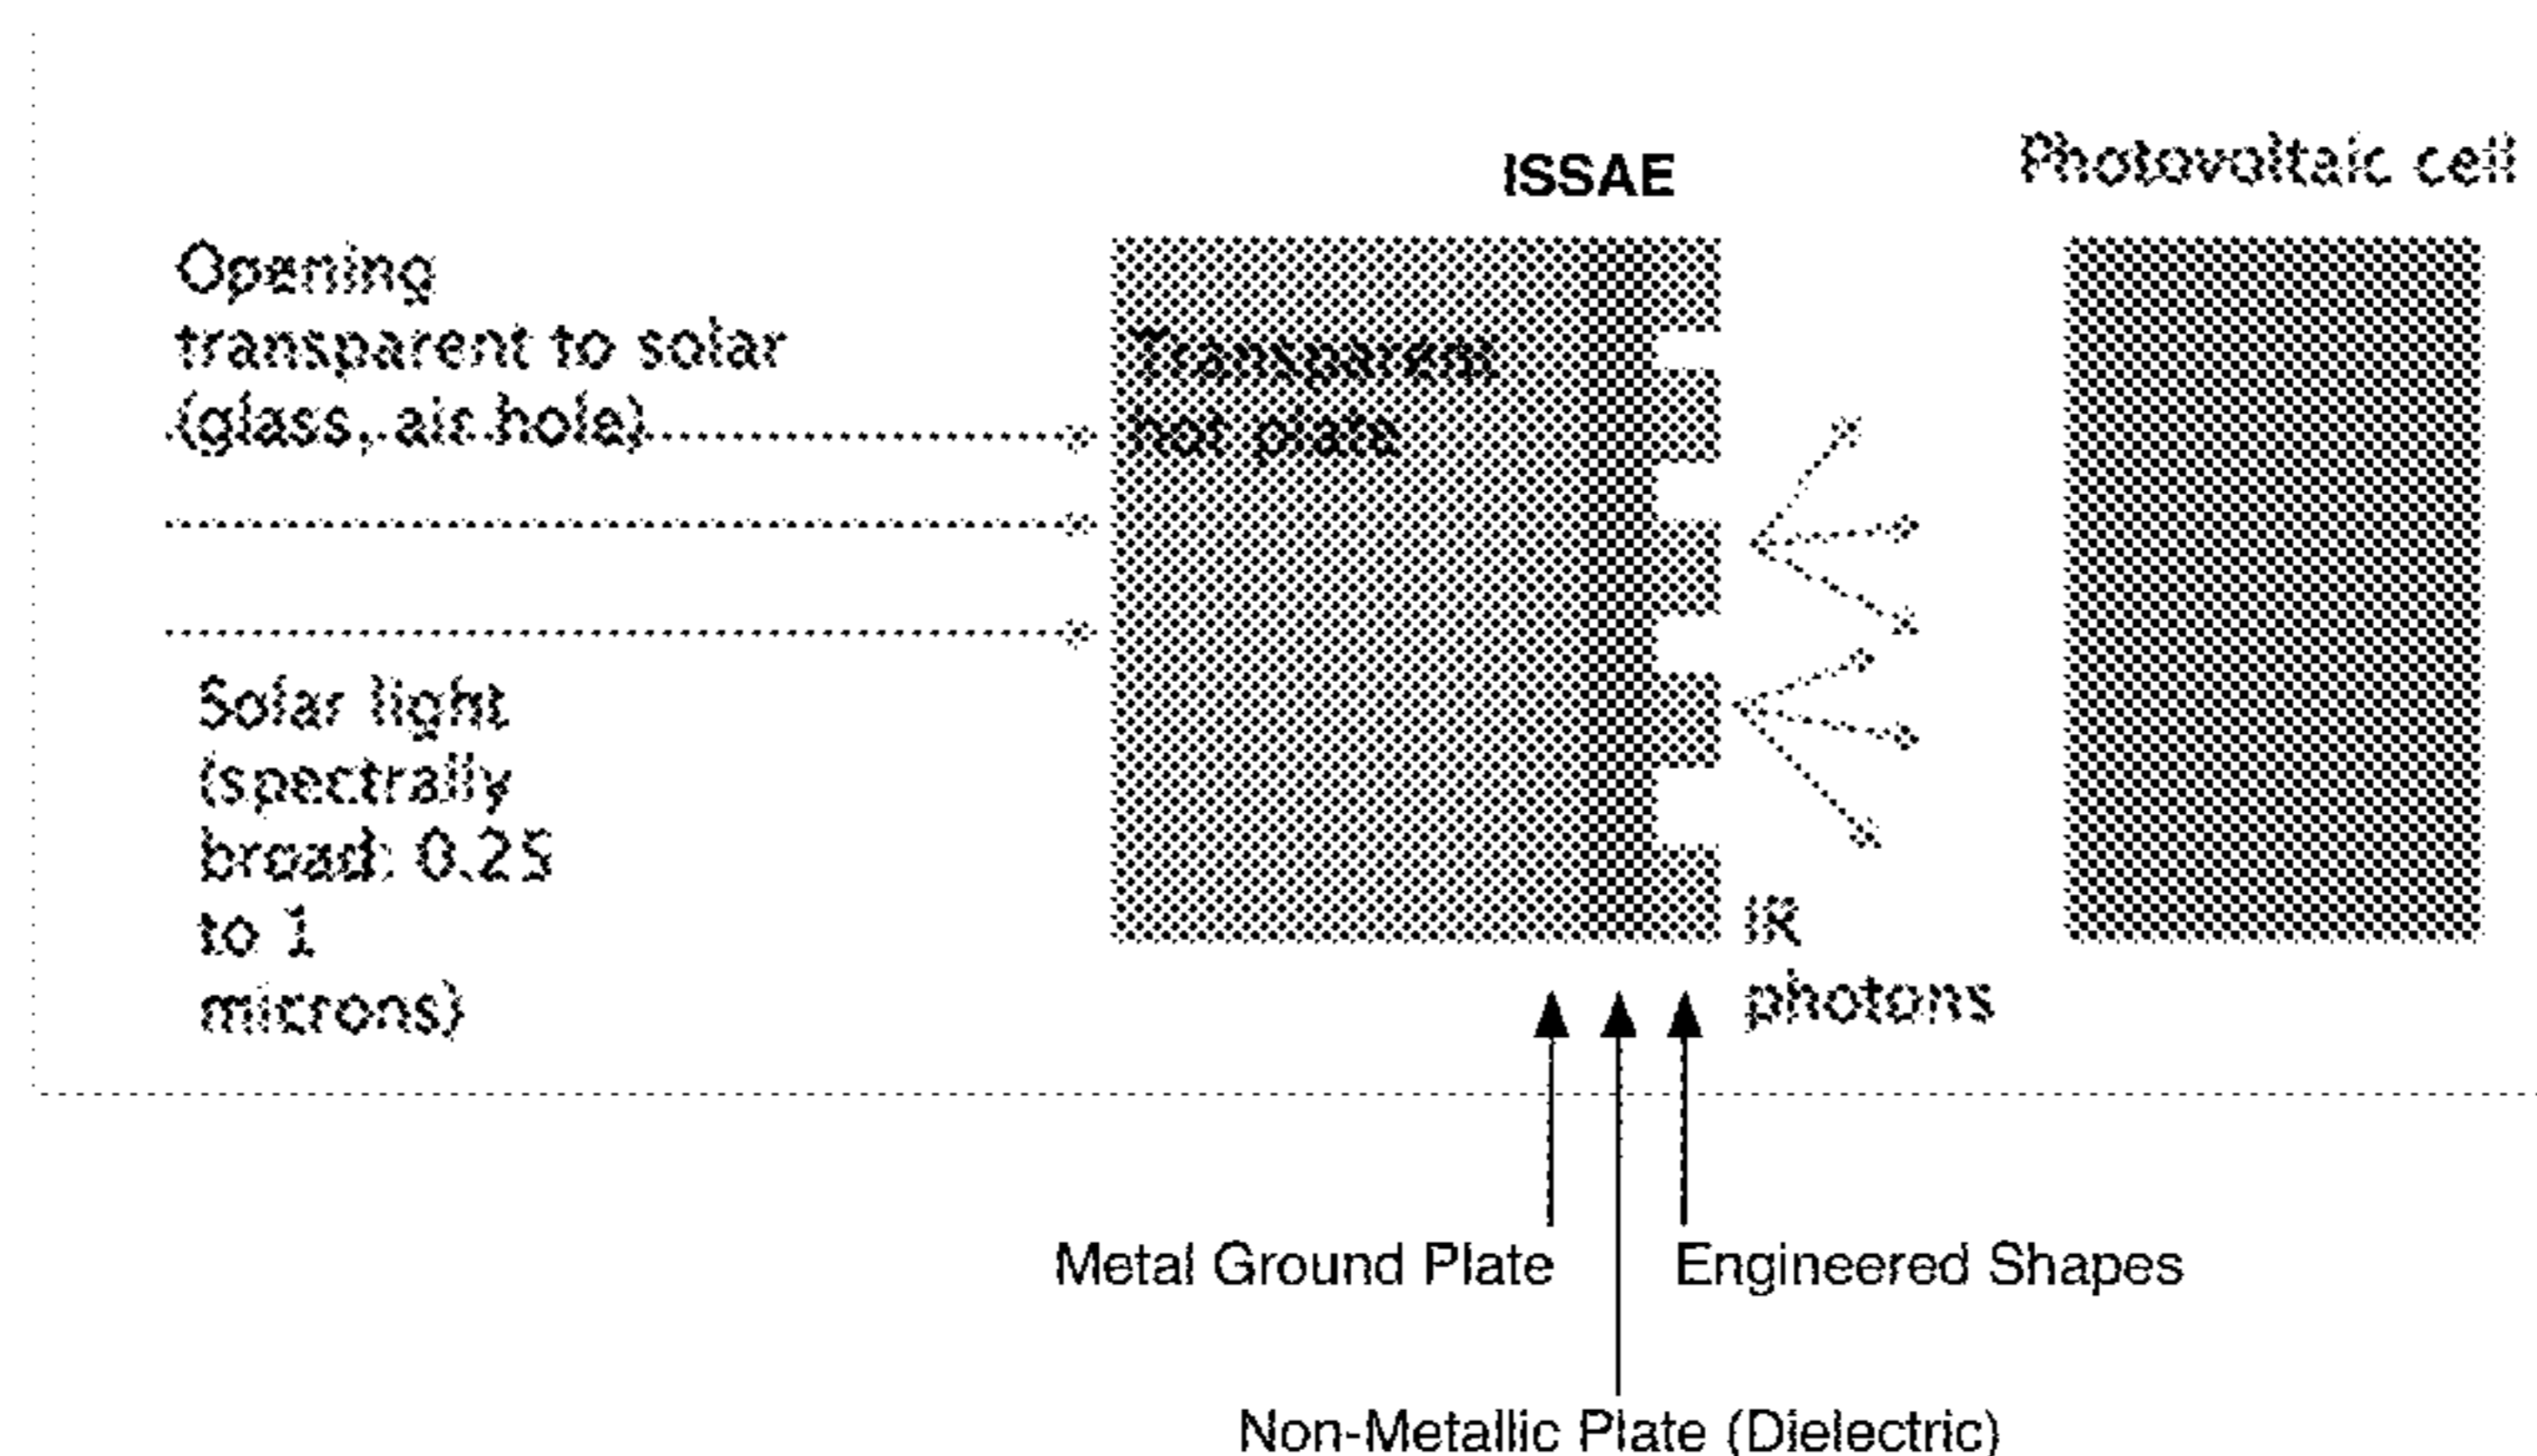 ISSAE
Photovoltaic cell
Opening
transparent to solar
(glass, air hole)
Transparent
hot plate
Solar light
(spectrally
broad: 0.25
to 1
microns)
IR
photons
Metal Ground Plate
Engineered Shapes
Non-Metallic Plate (Dielectric)